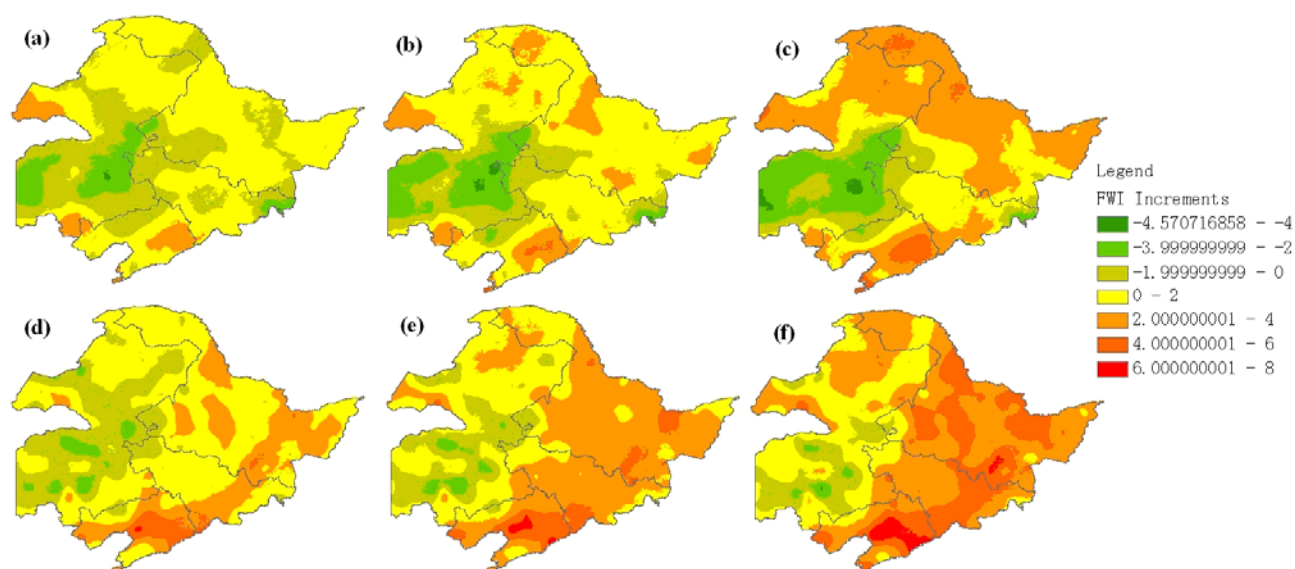 (a)
(b)
(c)
Legend
FWI Increments
-4.570716858 - -4
-3.999999999 - -2
-1.999999999 - 0
0 - 2
2.000000001 - 4
4.000000001 - 6
6.000000001 - 8
(d)
(e)
(f)